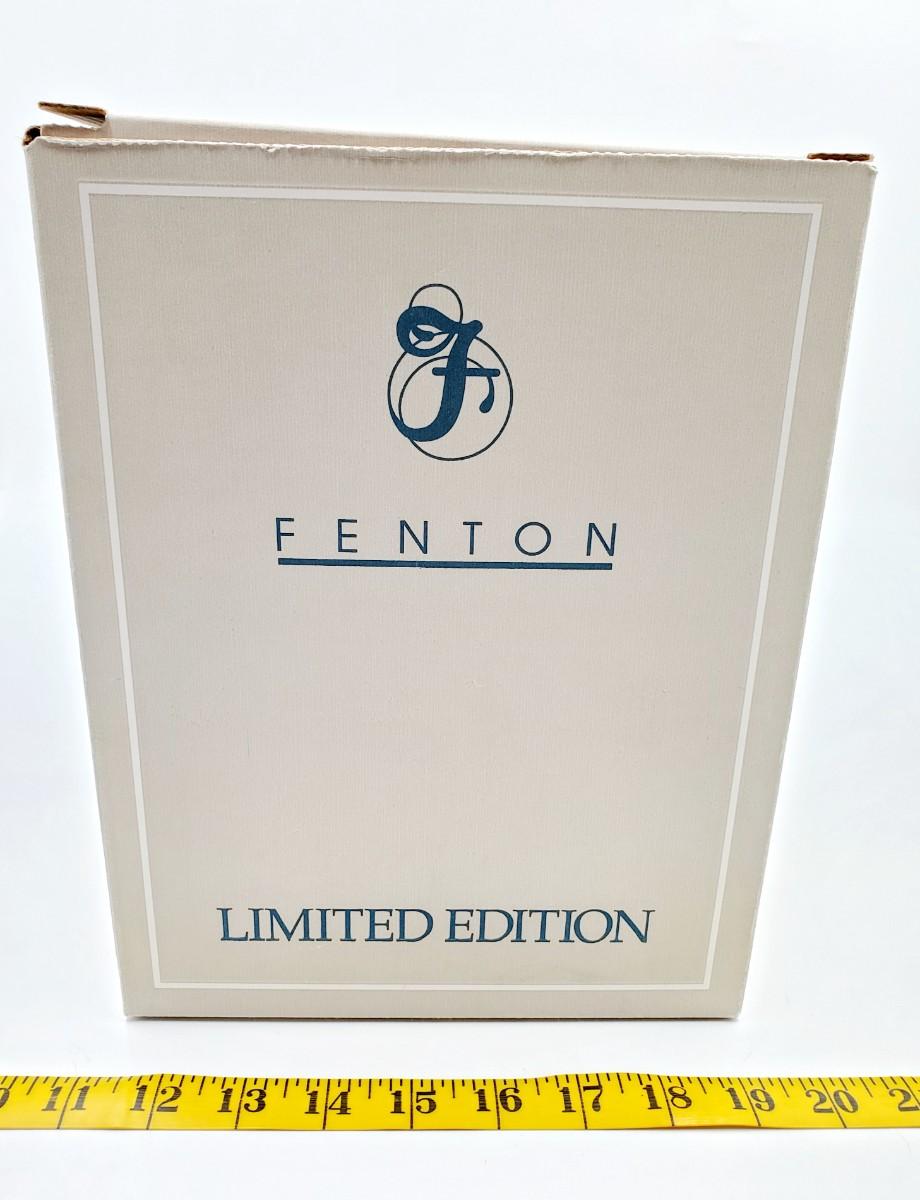 F
FENTON
LIMITED EDITION
11 12 13 14 15 16 17 18 19 20